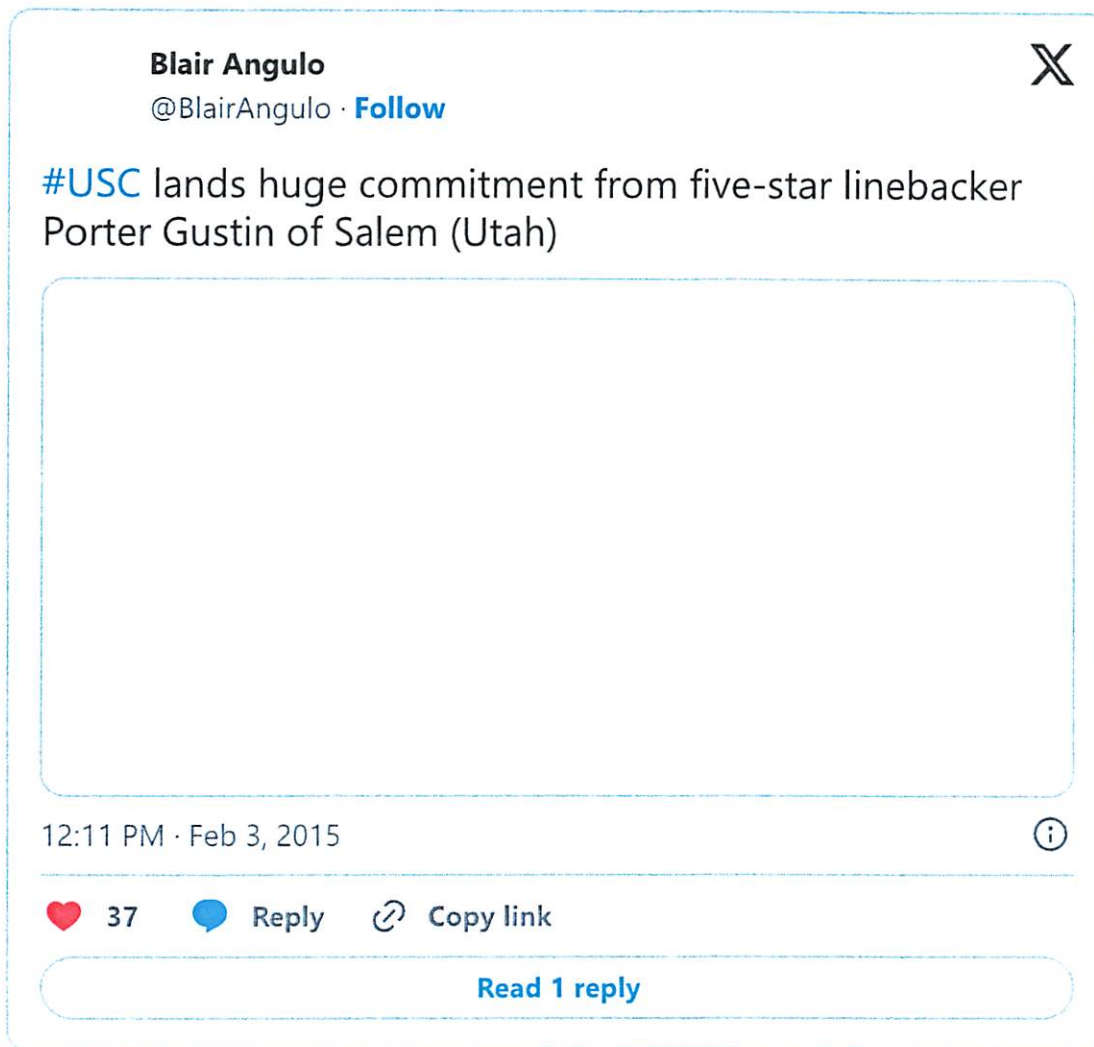 Blair Angulo
@BlairAngulo · Follow
#USC lands huge commitment from five-star linebacker
Porter Gustin of Salem (Utah)
12:11 PM · Feb 3, 2015
37 Reply Copy link
Read 1 reply